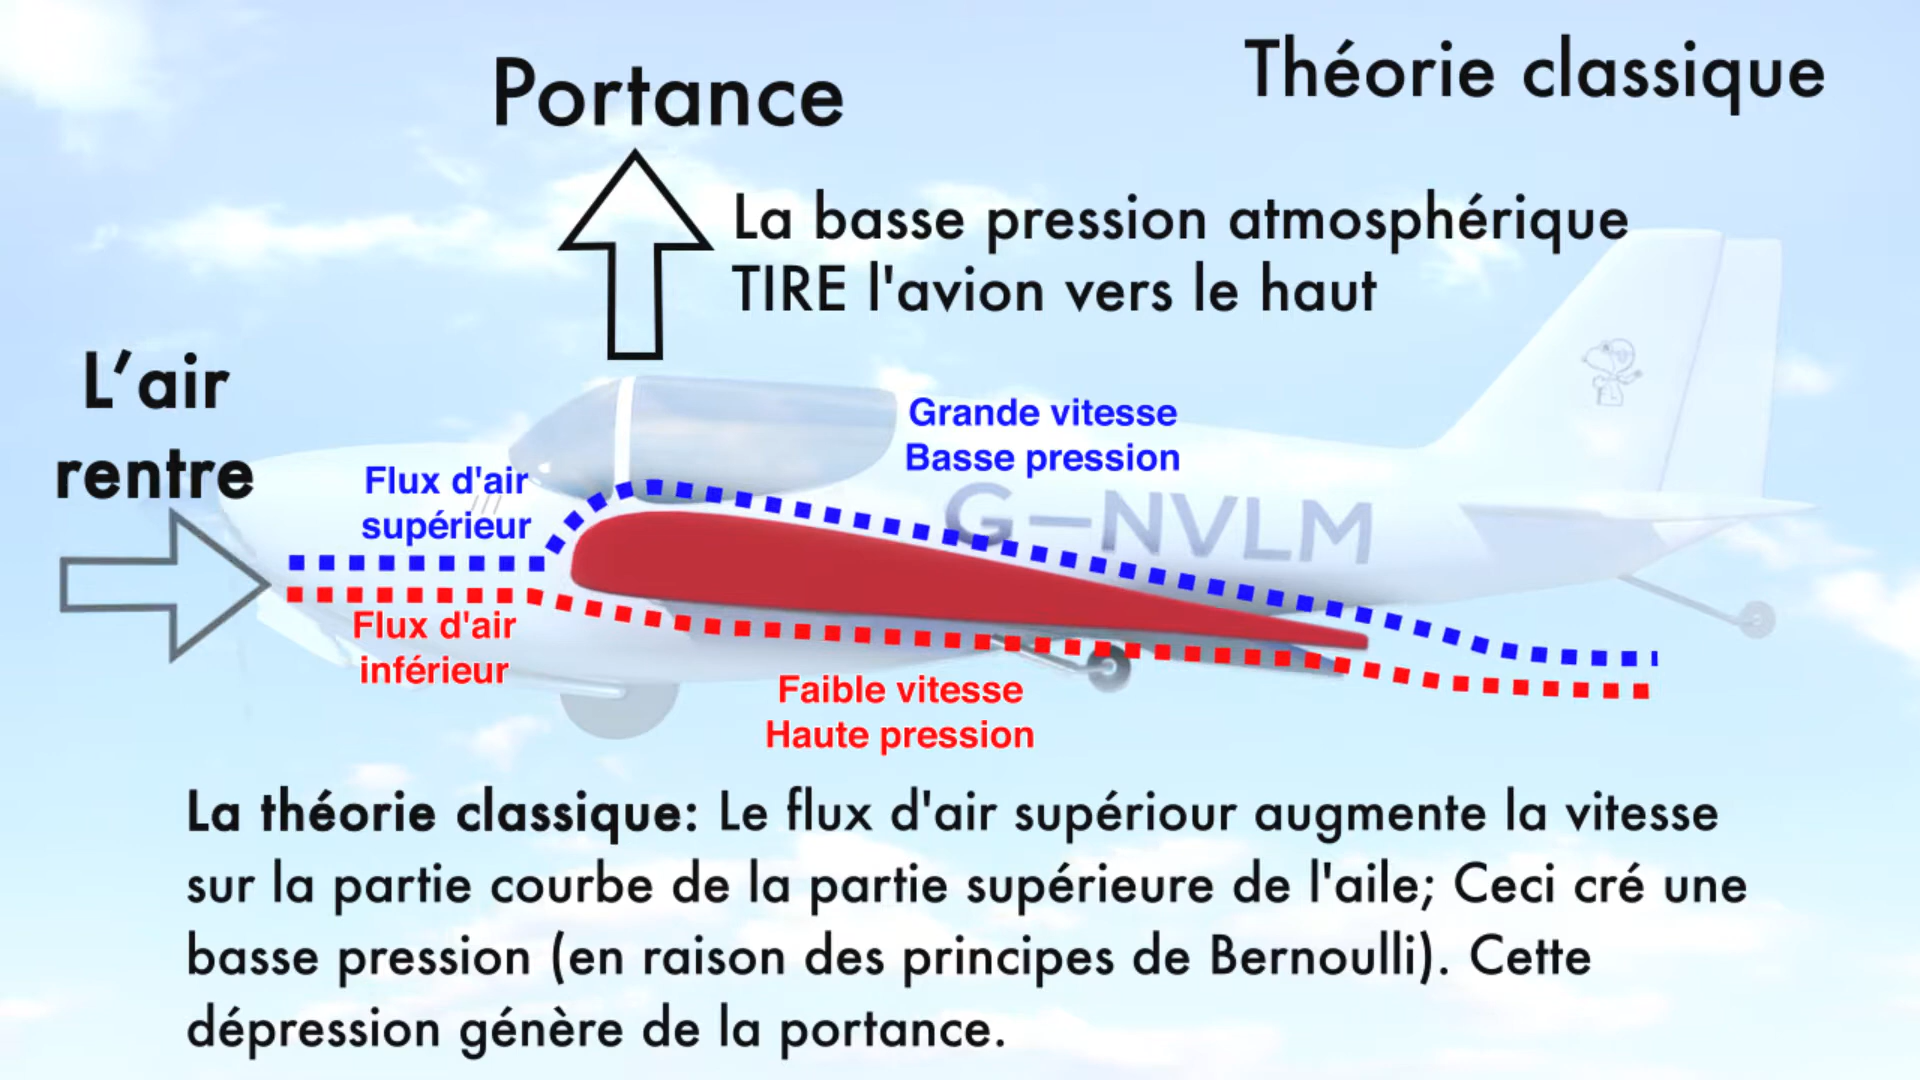 Théorie classique
Portance
La basse pression atmosphérique
TIRE l'avion vers le haut
L’air
rentre
Grande vitesse
Basse pression
Flux d'air
supérieur
G-NVLM
Flux d'air
inférieur
Faible vitesse
Haute pression
La théorie classique: Le flux d'air supériour augmente la vitesse
sur la partie courbe de la partie supérieure de l'aile; Ceci cré une
basse pression (en raison des principes de Bernoulli). Cette
dépression génère de la portance.